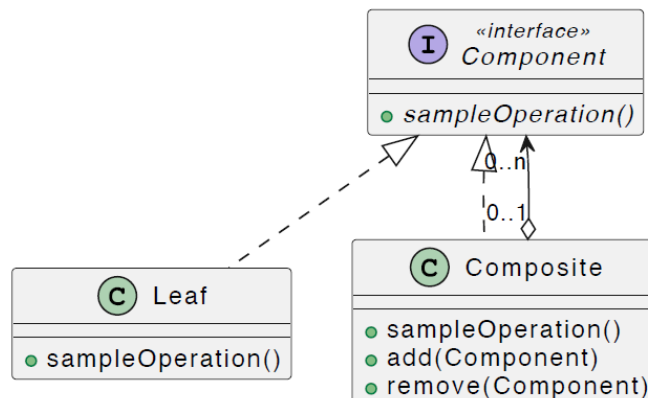 I
«interface»
Component
sampleOperation()
0..n
0..1
C Leaf
sampleOperation()
C Composite
sampleOperation()
add(Component)
remove(Component)